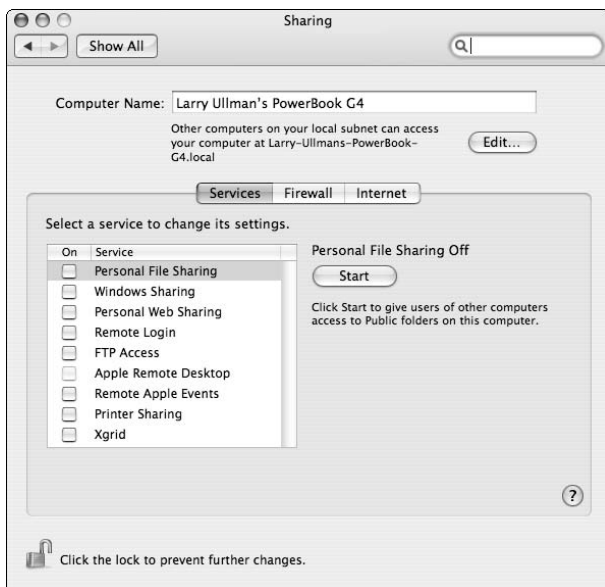 Sharing
Show All
Computer Name: Larry Ullman's PowerBook G4
Other computers on your local subnet can access
your computer at Larry-Ullmans-PowerBook-
G4.local
Edit...
Services Firewall Internet
Select a service to change its settings.
On Service
Personal File Sharing
Windows Sharing
Personal Web Sharing
Remote Login
FTP Access
Apple Remote Desktop
Remote Apple Events
Printer Sharing
Xgrid
Personal File Sharing Off
Start
Click Start to give users of other computers
access to Public folders on this computer.
?
Click the lock to prevent further changes.